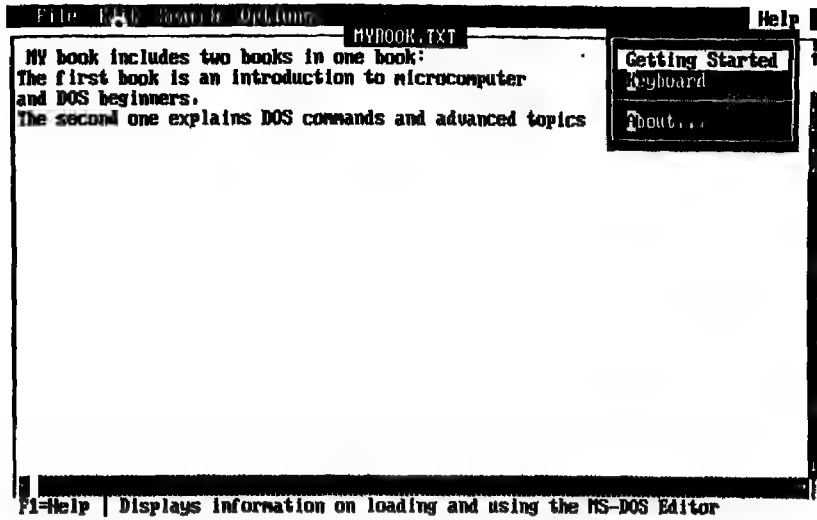 File Edit Search Options Help
MYBOOK.TXT
MY book includes two books in one book:
The first book is an introduction to microcomputer
and DOS beginners.
The second one explains DOS commands and advanced topics
Getting Started
Keyboard
About...
F1=Help | Displays information on loading and using the MS-DOS Editor